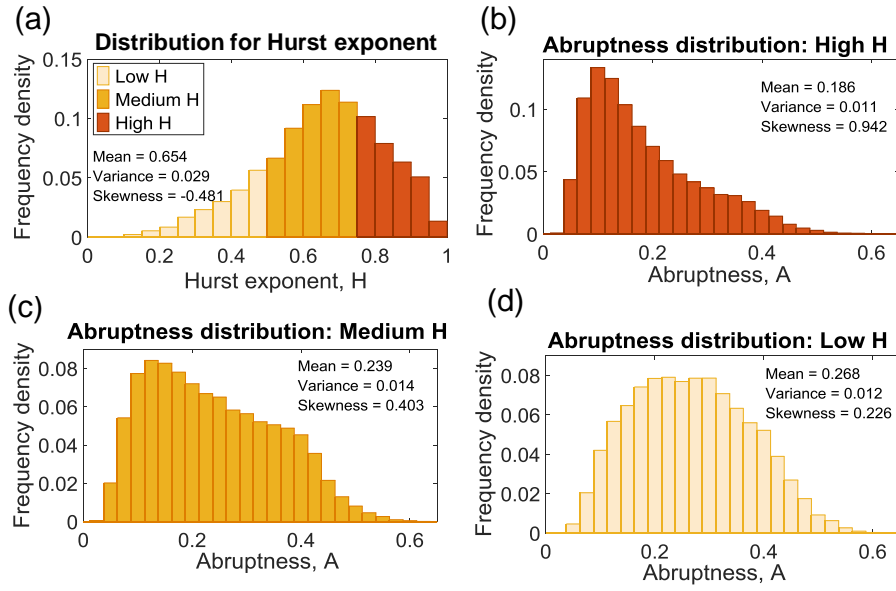 (a)
Distribution for Hurst exponent
Frequency density
0.15
0.1
0.05
0
Low H
Medium H
High H
Mean = 0.654
Variance = 0.029
Skewness = -0.481
0 0.2 0.4 0.6 0.8 1
Hurst exponent, H
(b)
Abruptness distribution: High H
Frequency density
0.1
0.05
0
Mean = 0.186
Variance = 0.011
Skewness = 0.942
0 0.2 0.4 0.6
Abruptness, A
(c)
Abruptness distribution: Medium H
Frequency density
0.08
0.06
0.04
0.02
0
Mean = 0.239
Variance = 0.014
Skewness = 0.403
0 0.2 0.4 0.6
Abruptness, A
(d)
Abruptness distribution: Low H
Frequency density
0.08
0.06
0.04
0.02
0
Mean = 0.268
Variance = 0.012
Skewness = 0.226
0 0.2 0.4 0.6
Abruptness, A